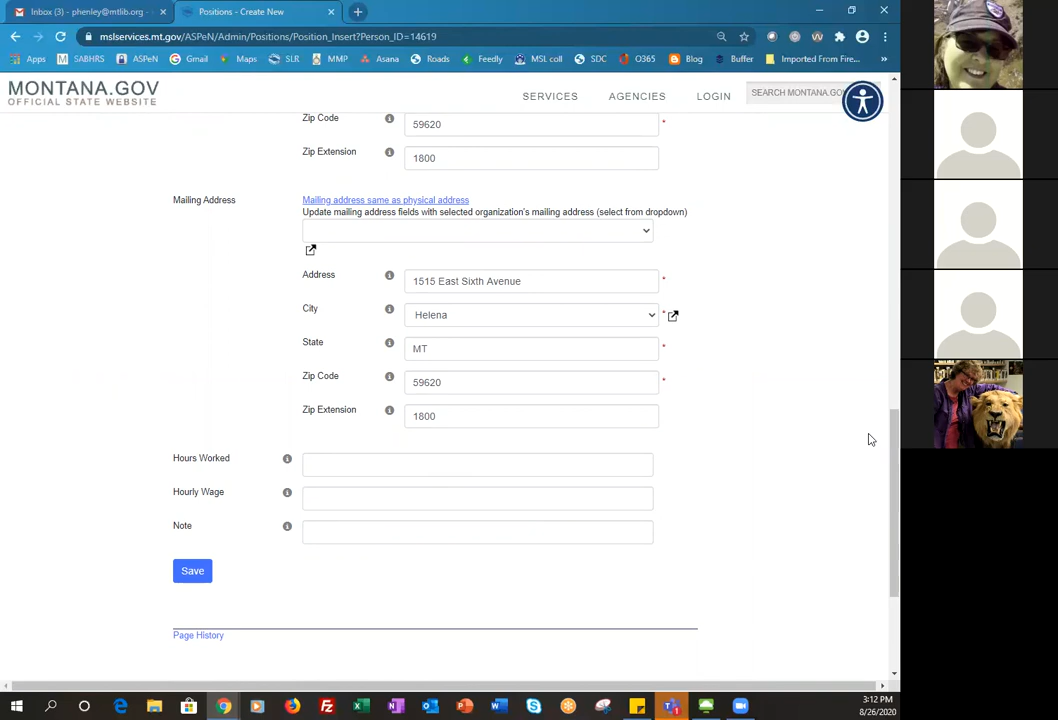 Inbox (3) - phenley@mtlib.org -
Positions - Create New
mslservices.mt.gov/ASPeN/Admin/Positions/Position_Insert?Person_ID=14619
Apps SABHRS ASPeN Gmail Maps SLR MMP Asana Roads Feedly MSL coll SDC O365 Blog Buffer Imported From Fire... »
MONTANA.GOV
OFFICIAL STATE WEBSITE
SERVICES AGENCIES LOGIN SEARCH MONTANA.GOV
Zip Code 59620 *
Zip Extension 1800
Mailing Address Mailing address same as physical address
Update mailing address fields with selected organization's mailing address (select from dropdown)
Address 1515 East Sixth Avenue *
City Helena *
State MT *
Zip Code 59620 *
Zip Extension 1800
Hours Worked
Hourly Wage
Note
Save
Page History
3:12 PM
8/26/2020